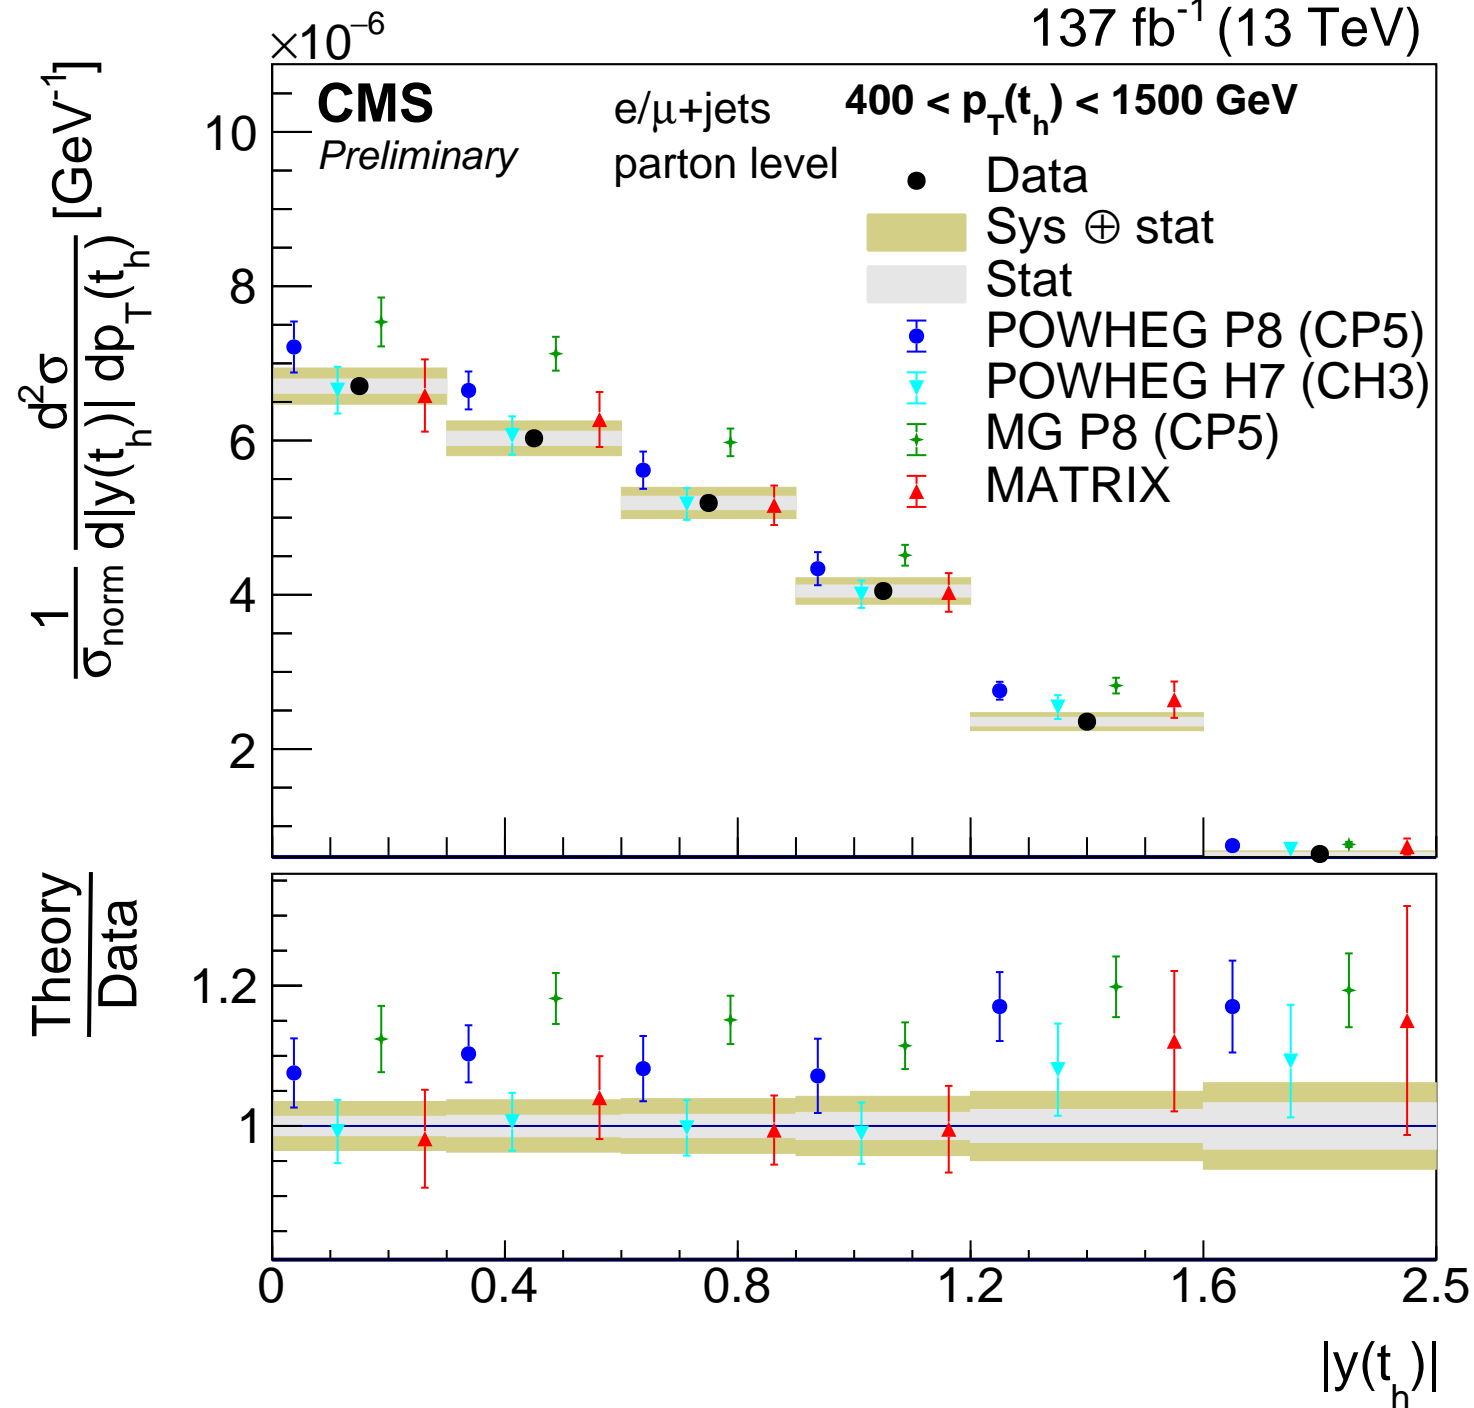 ×10⁻⁶
137 fb⁻¹ (13 TeV)
CMS
Preliminary
e/μ+jets
parton level
400 < p_T(t_h) < 1500 GeV
Data
Sys ⊕ stat
Stat
POWHEG P8 (CP5)
POWHEG H7 (CH3)
MG P8 (CP5)
MATRIX
1/σ_norm d²σ/d|y(t_h)| dp_T(t_h) [GeV⁻¹]
10
8
6
4
2
Theory/Data
1.2
1
0 0.4 0.8 1.2 1.6 2.5
|y(t_h)|